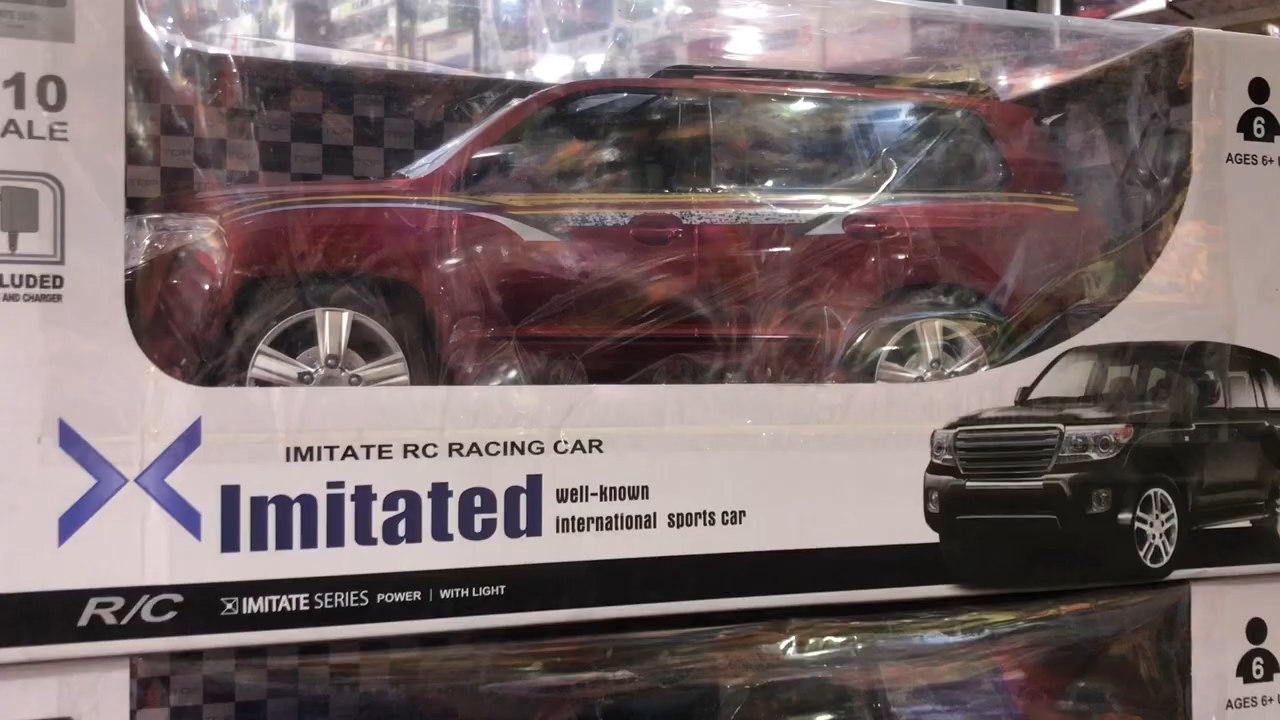 10
ALE
LUDED
AND CHARGER
6
AGES 6+
IMITATE RC RACING CAR
Imitated
well-known
international sports car
R/C IMITATE SERIES POWER | WITH LIGHT
6
AGES 6+